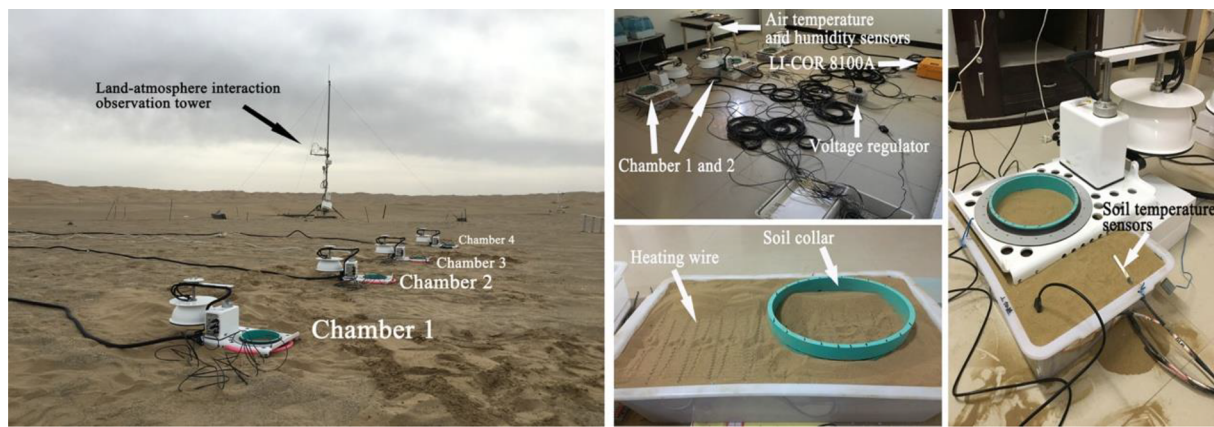 Land-atmosphere interaction
observation tower
Chamber 4
Chamber 3
Chamber 2
Chamber 1
Air temperature
and humidity sensors
LI-COR 8100A
Chamber 1 and 2
Voltage regulator
Heating wire
Soil collar
Soil temperature
sensors